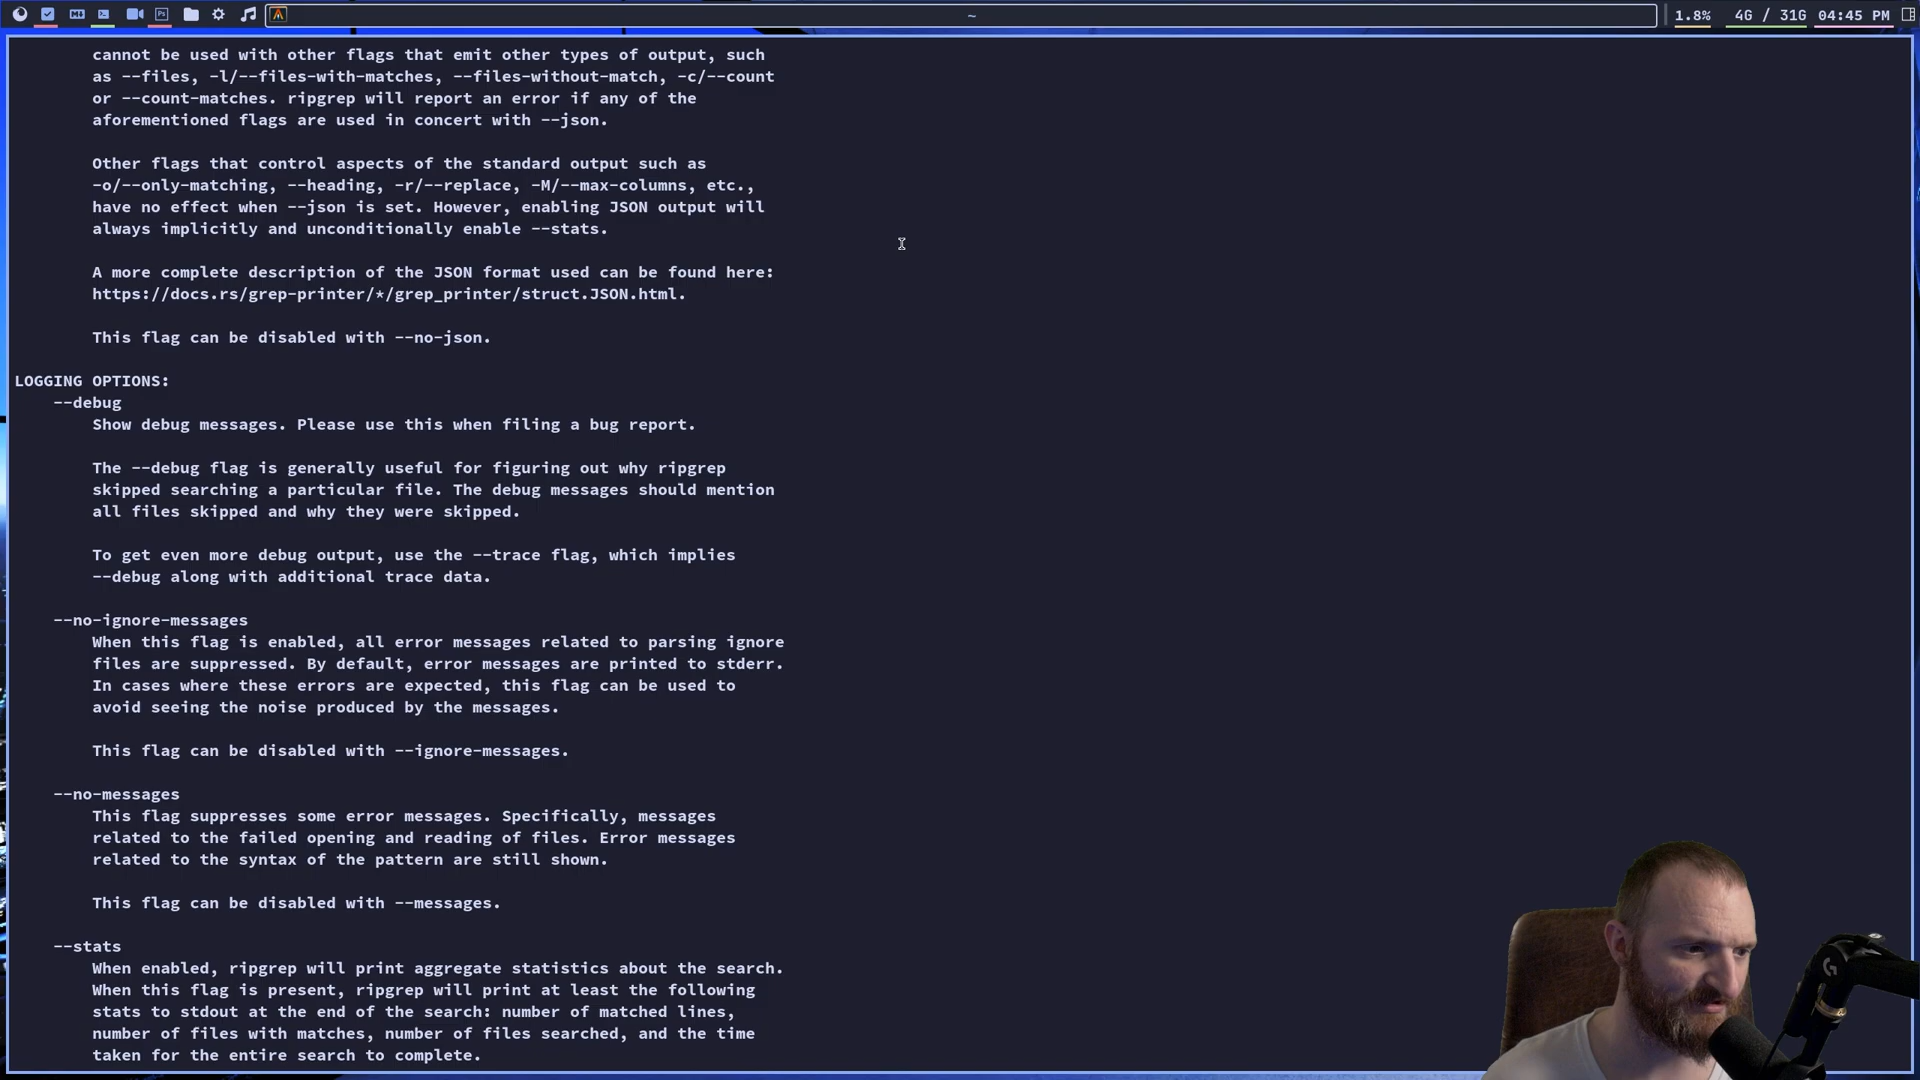 ~
1.8%
4G / 31G
04:45 PM
cannot be used with other flags that emit other types of output, such
as --files, -l/--files-with-matches, --files-without-match, -c/--count
or --count-matches. ripgrep will report an error if any of the
aforementioned flags are used in concert with --json.
Other flags that control aspects of the standard output such as
-o/--only-matching, --heading, -r/--replace, -M/--max-columns, etc.,
have no effect when --json is set. However, enabling JSON output will
always implicitly and unconditionally enable --stats.
A more complete description of the JSON format used can be found here:
https://docs.rs/grep-printer/*/grep_printer/struct.JSON.html.
This flag can be disabled with --no-json.
LOGGING OPTIONS:
--debug
Show debug messages. Please use this when filing a bug report.
The --debug flag is generally useful for figuring out why ripgrep
skipped searching a particular file. The debug messages should mention
all files skipped and why they were skipped.
To get even more debug output, use the --trace flag, which implies
--debug along with additional trace data.
--no-ignore-messages
When this flag is enabled, all error messages related to parsing ignore
files are suppressed. By default, error messages are printed to stderr.
In cases where these errors are expected, this flag can be used to
avoid seeing the noise produced by the messages.
This flag can be disabled with --ignore-messages.
--no-messages
This flag suppresses some error messages. Specifically, messages
related to the failed opening and reading of files. Error messages
related to the syntax of the pattern are still shown.
This flag can be disabled with --messages.
--stats
When enabled, ripgrep will print aggregate statistics about the search.
When this flag is present, ripgrep will print at least the following
stats to stdout at the end of the search: number of matched lines,
number of files with matches, number of files searched, and the time
taken for the entire search to complete.